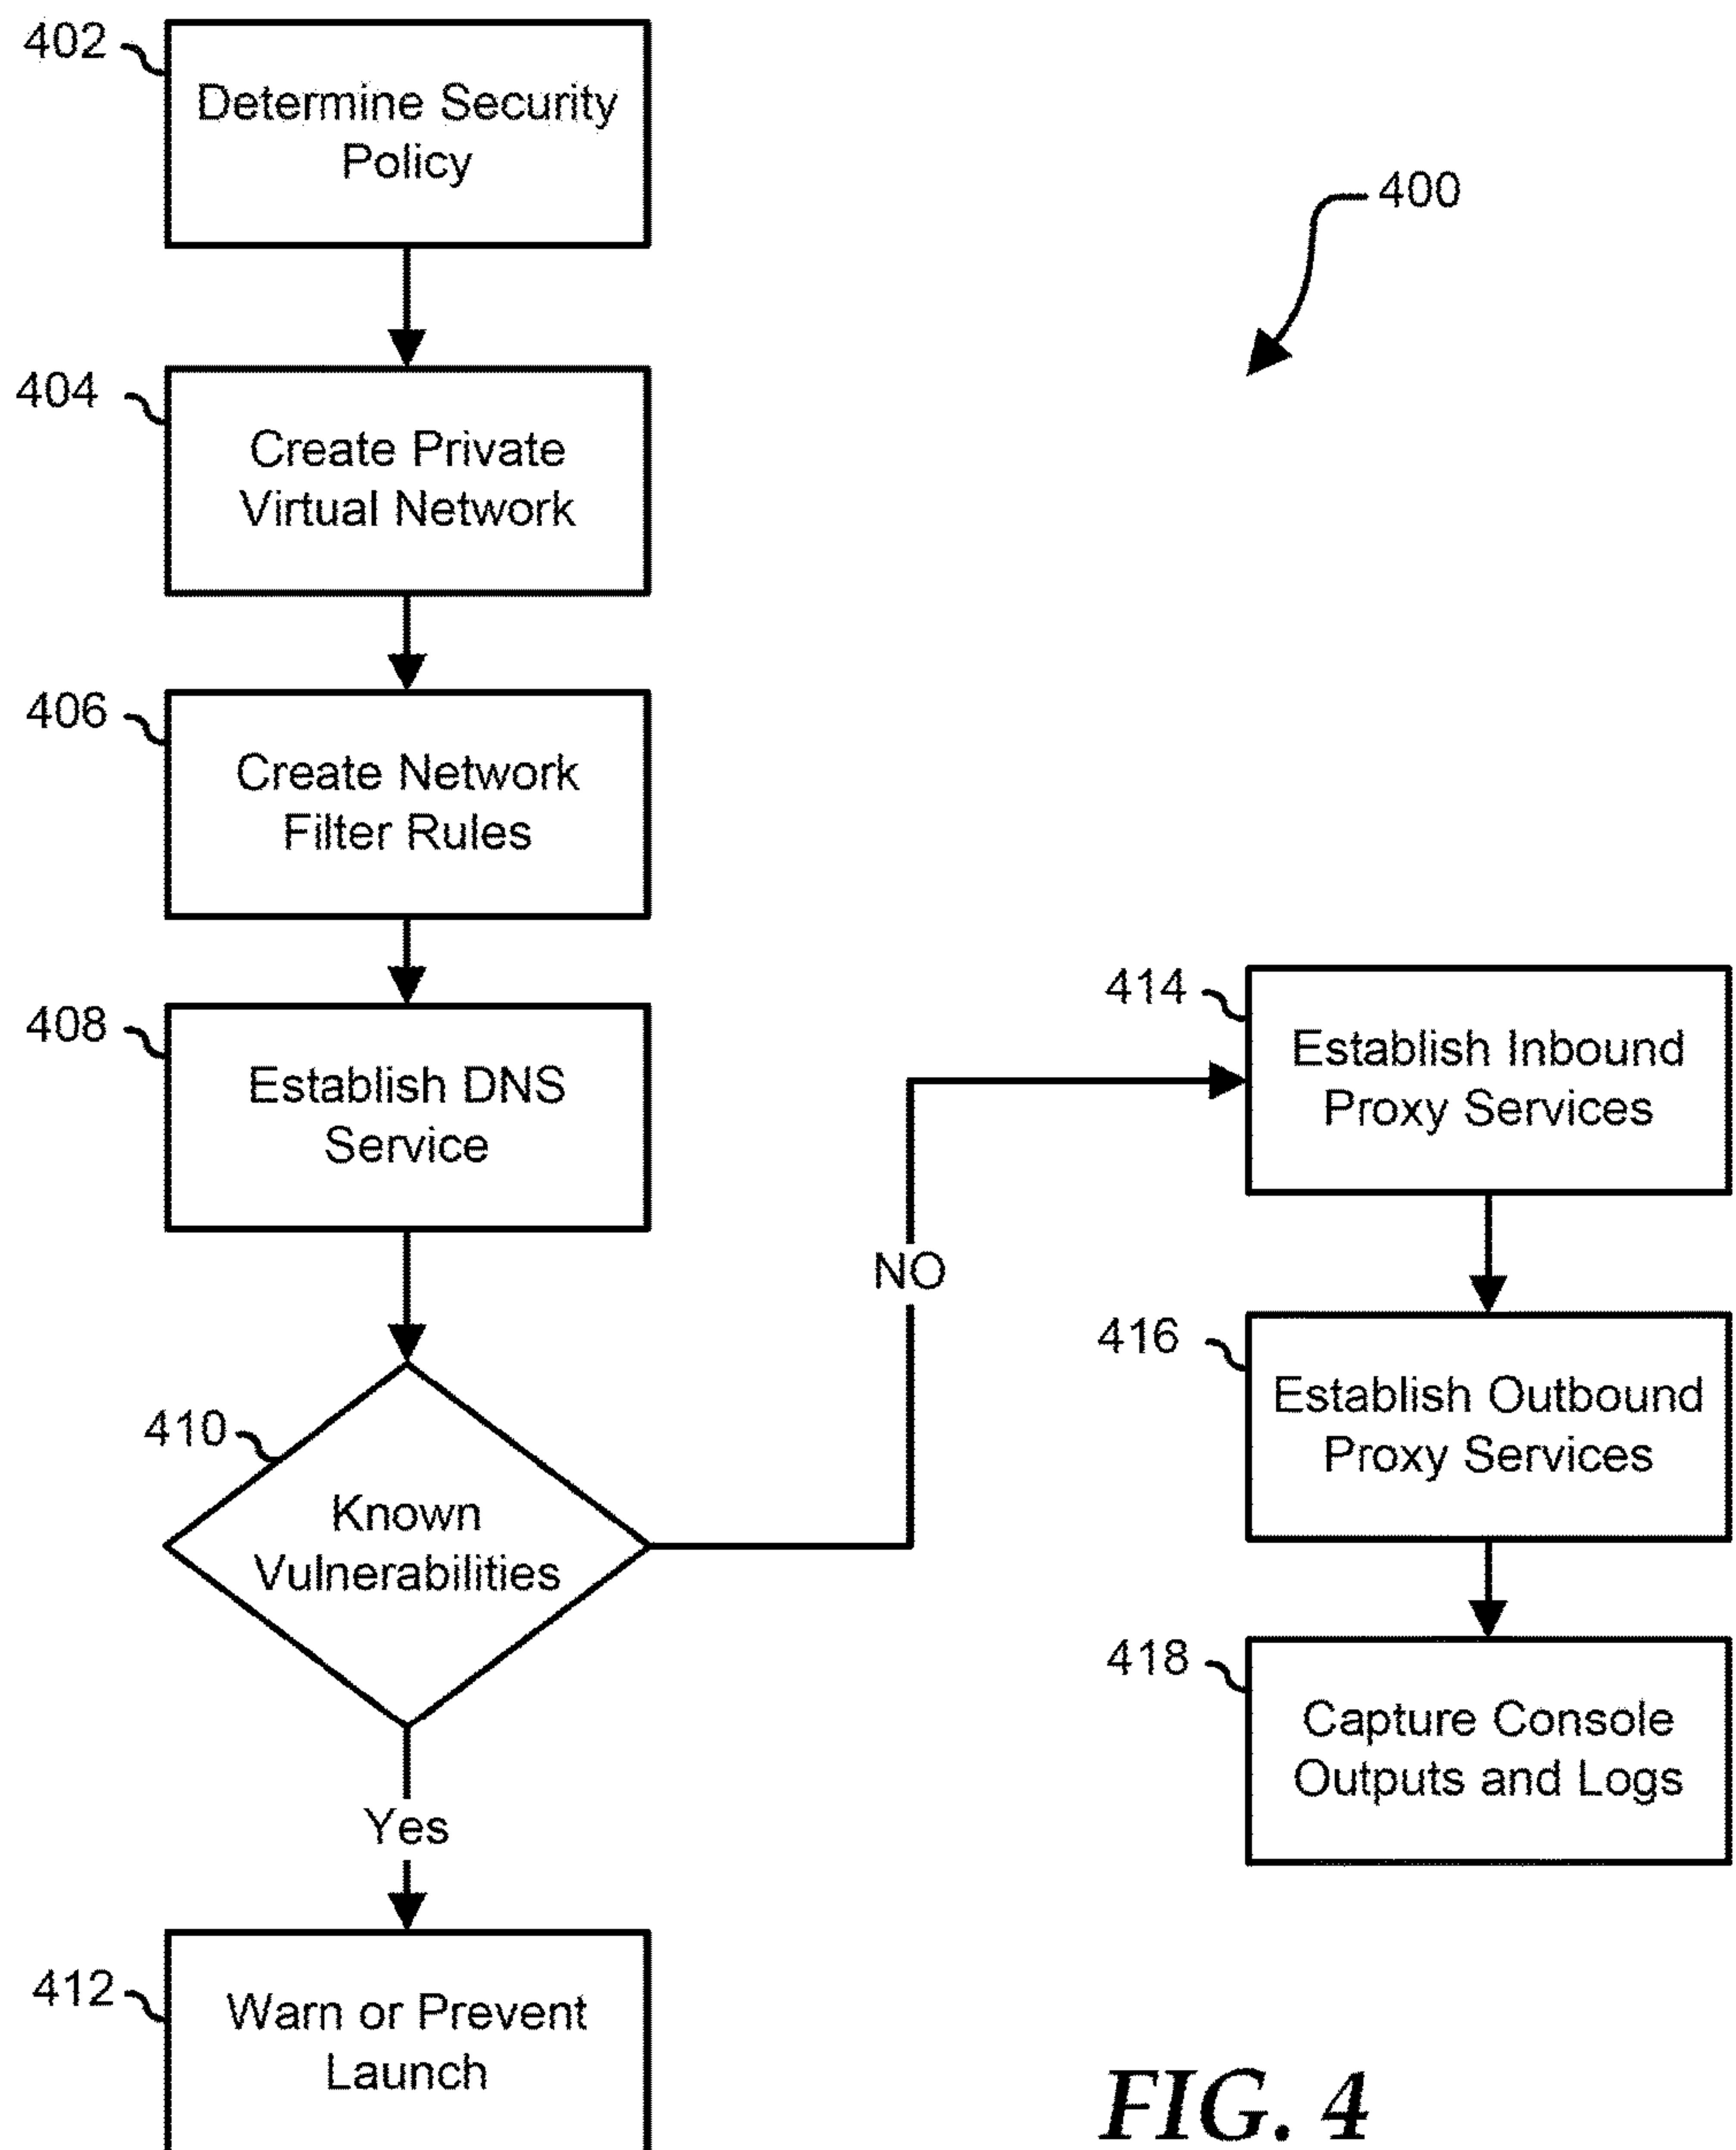 402
Determine Security
Policy
400
404
Create Private
Virtual Network
406
Create Network
Filter Rules
408
Establish DNS
Service
410
Known
Vulnerabilities
Yes
412
Warn or Prevent
Launch
NO
414
Establish Inbound
Proxy Services
416
Establish Outbound
Proxy Services
418
Capture Console
Outputs and Logs
FIG. 4